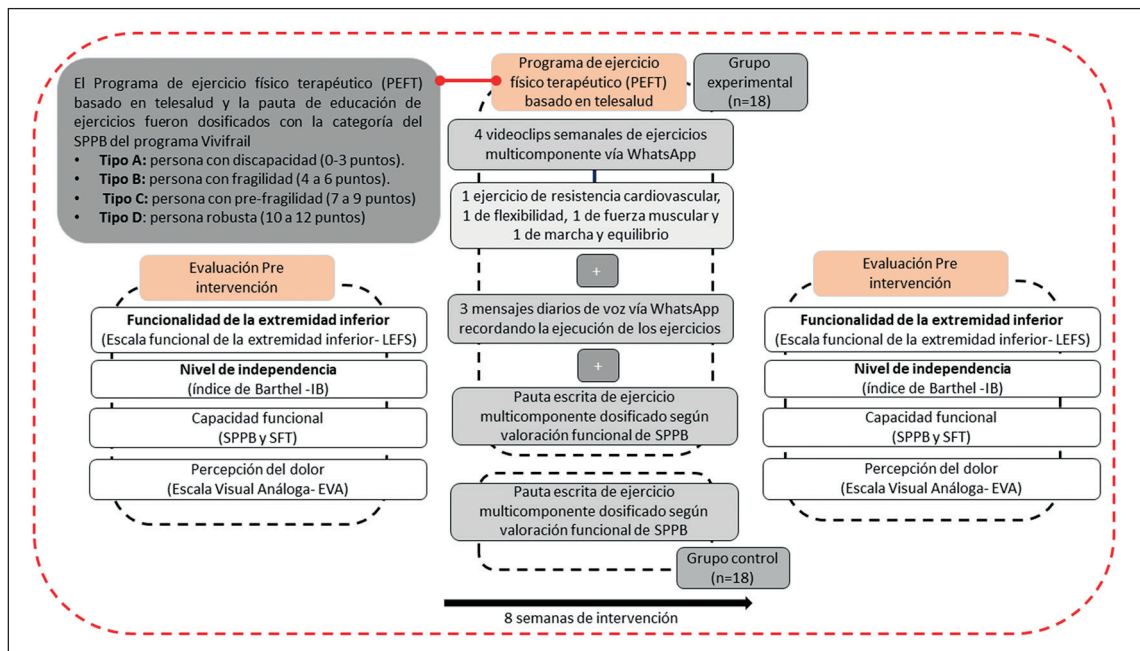 El Programa de ejercicio físico terapéutico (PEFT)
basado en telesalud y la pauta de educación de
ejercicios fueron dosificados con la categoría del
SPPB del programa Vivifrail
• Tipo A: persona con discapacidad (0-3 puntos).
• Tipo B: persona con fragilidad (4 a 6 puntos).
• Tipo C: persona con pre-fragilidad (7 a 9 puntos)
• Tipo D: persona robusta (10 a 12 puntos)
Programa de ejercicio
físico terapéutico (PEFT)
basado en telesalud
Grupo
experimental
(n=18)
4 videoclips semanales de ejercicios
multicomponente vía WhatsApp
1 ejercicio de resistencia cardiovascular,
1 de flexibilidad, 1 de fuerza muscular y
1 de marcha y equilibrio
+
3 mensajes diarios de voz vía WhatsApp
recordando la ejecución de los ejercicios
+
Pauta escrita de ejercicio
multicomponente dosificado según
valoración funcional de SPPB
Pauta escrita de ejercicio
multicomponente dosificado según
valoración funcional de SPPB
Grupo control
(n=18)
8 semanas de intervención
Evaluación Pre
intervención
Funcionalidad de la extremidad inferior
(Escala funcional de la extremidad inferior- LEFS)
Nivel de independencia
(índice de Barthel -IB)
Capacidad funcional
(SPPB y SFT)
Percepción del dolor
(Escala Visual Análoga- EVA)
Evaluación Pre
intervención
Funcionalidad de la extremidad inferior
(Escala funcional de la extremidad inferior- LEFS)
Nivel de independencia
(índice de Barthel -IB)
Capacidad funcional
(SPPB y SFT)
Percepción del dolor
(Escala Visual Análoga- EVA)